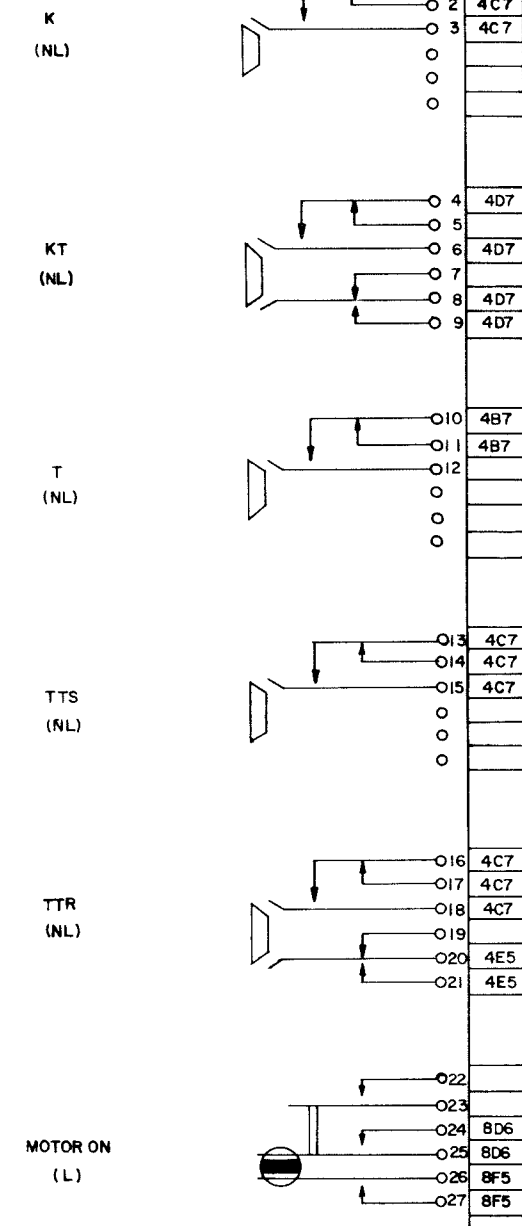 2 4C7
K
3 4C7
(NL)
4 4D7
5
KT
6 4D7
(NL)
7
8 4D7
9 4D7
10 4B7
11 4B7
T
12
(NL)
13 4C7
14 4C7
TTS
15 4C7
(NL)
16 4C7
17 4C7
TTR
18 4C7
(NL)
19
20 4E5
21 4E5
22
23
24 8D6
MOTOR ON
25 8D6
(L)
26 8F5
27 8F5